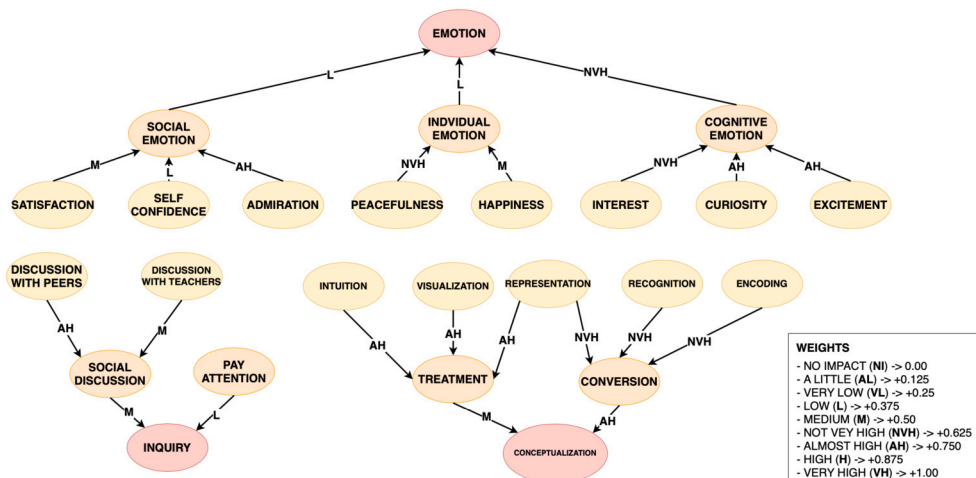 EMOTION
L
L
NVH
SOCIAL
EMOTION
INDVIDUAL
EMOTION
COGNITIVE
EMOTION
M
L
AH
NVH
M
NVH
AH
AH
SATISFACTION
SELF
CONFIDENCE
ADMIRATION
PEACEFULNESS
HAPPINESS
INTEREST
CURIOSITY
EXCITEMENT
DISCUSSION
WITH PEERS
DISCUSSION
WITH TEACHERS
INTUITION
VISUALIZATION
REPRESENTATION
RECOGNITION
ENCODING
AH
M
AH
AH
AH
NVH
NVH
NVH
SOCIAL
DISCUSSION
PAY
ATTENTION
TREATMENT
CONVERSION
M
L
M
AH
INQUIRY
CONCEPTUALIZATION
WEIGHTS
- NO IMPACT (NI) -> 0.00
- A LITTLE (AL) -> +0.125
- VERY LOW (VL) -> +0.25
- LOW (L) -> +0.375
- MEDIUM (M) -> +0.50
- NOT VEY HIGH (NVH) -> +0.625
- ALMOST HIGH (AH) -> +0.750
- HIGH (H) -> +0.875
- VERY HIGH (VH) -> +1.00